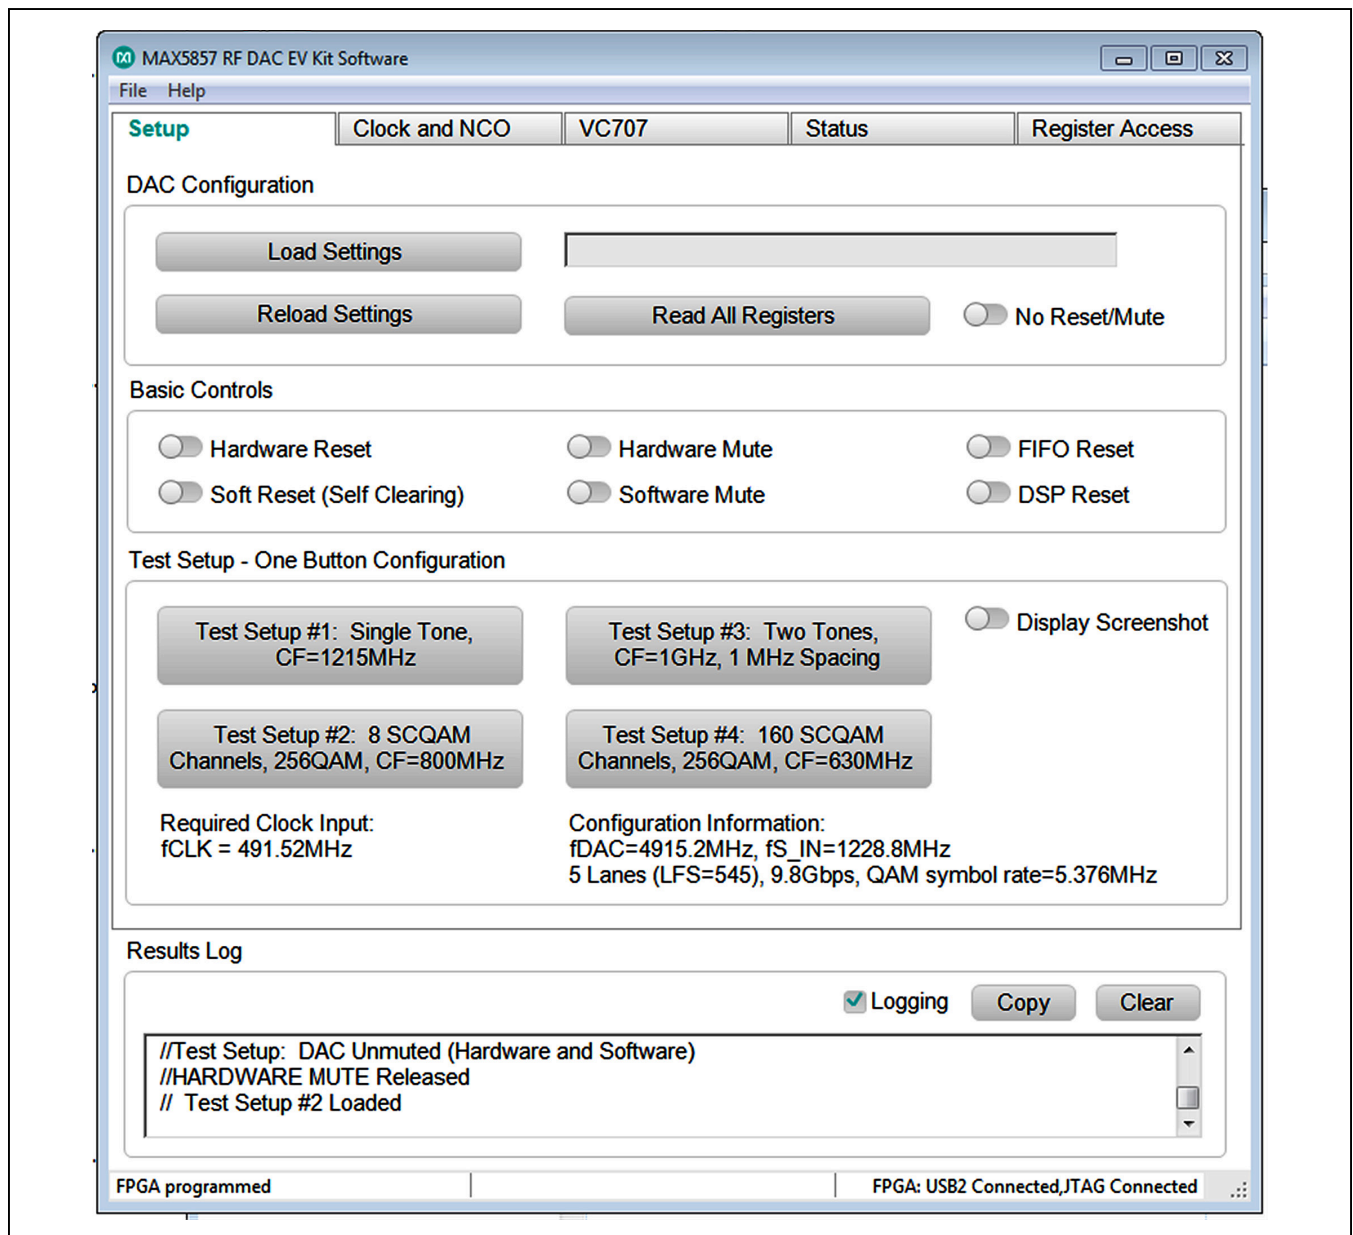 MAX5857 RF DAC EV Kit Software
File Help
Setup Clock and NCO VC707 Status Register Access
DAC Configuration
Load Settings
Reload Settings Read All Registers No Reset/Mute
Basic Controls
Hardware Reset Hardware Mute FIFO Reset
Soft Reset (Self Clearing) Software Mute DSP Reset
Test Setup - One Button Configuration
Test Setup #1: Single Tone,
CF=1215MHz
Test Setup #3: Two Tones,
CF=1GHz, 1 MHz Spacing
Display Screenshot
Test Setup #2: 8 SCQAM
Channels, 256QAM, CF=800MHz
Test Setup #4: 160 SCQAM
Channels, 256QAM, CF=630MHz
Required Clock Input:
fCLK = 491.52MHz
Configuration Information:
fDAC=4915.2MHz, fS_IN=1228.8MHz
5 Lanes (LFS=545), 9.8Gbps, QAM symbol rate=5.376MHz
Results Log
Logging Copy Clear
//Test Setup: DAC Unmuted (Hardware and Software)
//HARDWARE MUTE Released
// Test Setup #2 Loaded
FPGA programmed FPGA: USB2 Connected,JTAG Connected